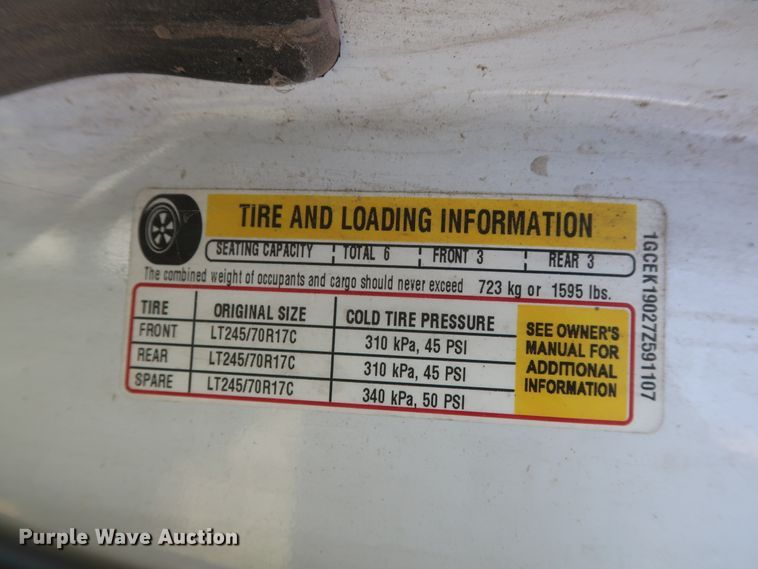 TIRE AND LOADING INFORMATION
SEATING CAPACITY TOTAL 6 FRONT 3 REAR 3
The combined weight of occupants and cargo should never exceed 723 kg or 1595 lbs.
TIRE ORIGINAL SIZE COLD TIRE PRESSURE
FRONT LT245/70R17C 310 kPa, 45 PSI
REAR LT245/70R17C 310 kPa, 45 PSI
SPARE LT245/70R17C 340 kPa, 50 PSI
SEE OWNER'S
MANUAL FOR
ADDITIONAL
INFORMATION
1GCEK19027Z591107
Purple Wave Auction